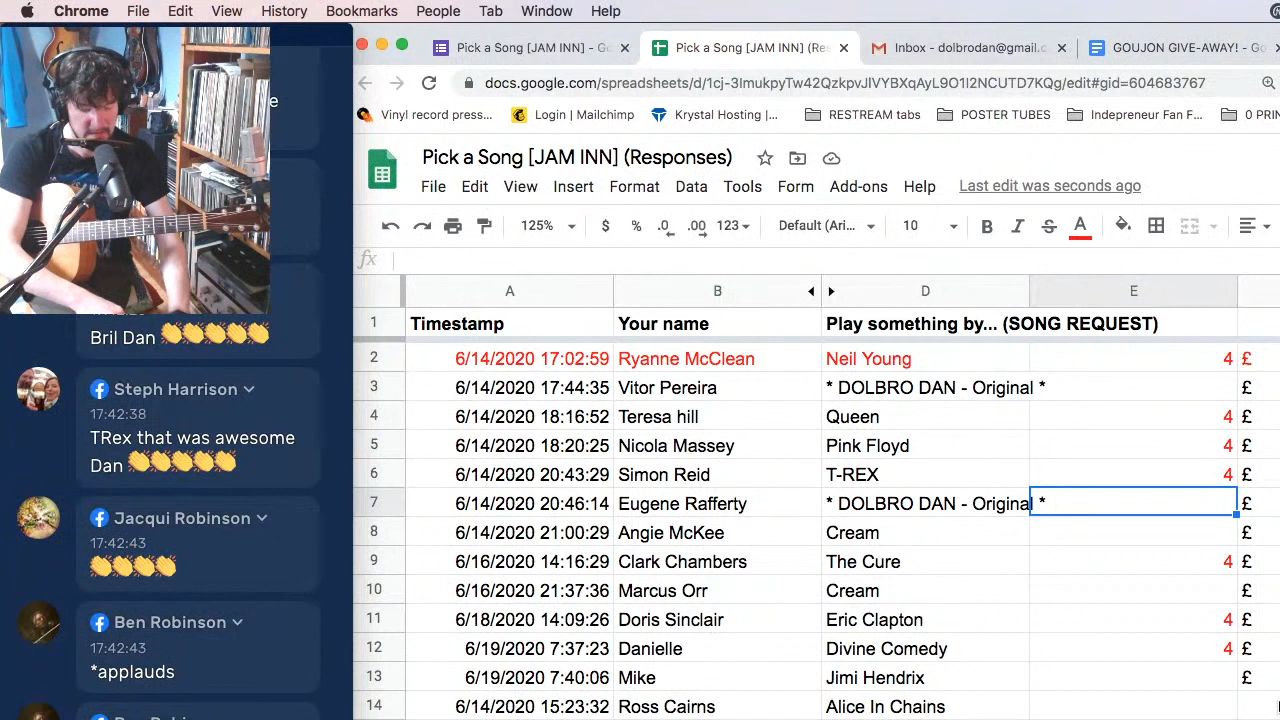 Chrome File Edit View History Bookmarks People Tab Window Help
Pick a Song [JAM INN] - Go Pick a Song [JAM INN] (Res Inbox - dolbrodan@gmail.c GOUJON GIVE-AWAY! - Go
docs.google.com/spreadsheets/d/1cj-3ImukpyTw42QzkpvJlVYBXqAyL9O1I2NCUTD7KQg/edit#gid=604683767
Vinyl record press... Login | Mailchimp Krystal Hosting |... RESTREAM tabs POSTER TUBES Indepreneur Fan F... 0 PRIN
Pick a Song [JAM INN] (Responses)
File Edit View Insert Format Data Tools Form Add-ons Help Last edit was seconds ago
125% $ % .0 .00 123 Default (Ari... 10 B I S A
fx
A B D E
1 Timestamp Your name Play something by... (SONG REQUEST)
2 6/14/2020 17:02:59 Ryanne McClean Neil Young 4 £
3 6/14/2020 17:44:35 Vitor Pereira * DOLBRO DAN - Original * £
4 6/14/2020 18:16:52 Teresa hill Queen 4 £
5 6/14/2020 18:20:25 Nicola Massey Pink Floyd 4 £
6 6/14/2020 20:43:29 Simon Reid T-REX 4 £
7 6/14/2020 20:46:14 Eugene Rafferty * DOLBRO DAN - Original * £
8 6/14/2020 21:00:29 Angie McKee Cream £
9 6/16/2020 14:16:29 Clark Chambers The Cure 4 £
10 6/16/2020 21:37:36 Marcus Orr Cream £
11 6/18/2020 14:09:26 Doris Sinclair Eric Clapton 4 £
12 6/19/2020 7:37:23 Danielle Divine Comedy 4 £
13 6/19/2020 7:40:06 Mike Jimi Hendrix £
14 6/14/2020 15:23:32 Ross Cairns Alice In Chains
e
Bril Dan 👏👏👏👏👏
Steph Harrison
17:42:38
TRex that was awesome
Dan 👏👏👏👏👏
Jacqui Robinson
17:42:43
👏👏👏👏
Ben Robinson
17:42:43
*applauds